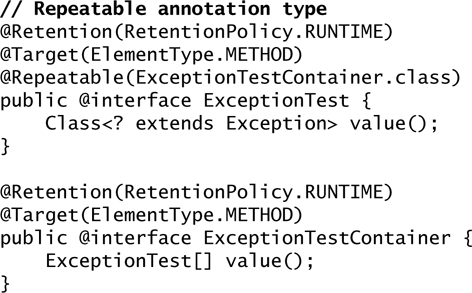 // Repeatable annotation type
@Retention(RetentionPolicy.RUNTIME)
@Target(ElementType.METHOD)
@Repeatable(ExceptionTestContainer.class)
public @interface ExceptionTest {
    Class<? extends Exception> value();
}

@Retention(RetentionPolicy.RUNTIME)
@Target(ElementType.METHOD)
public @interface ExceptionTestContainer {
    ExceptionTest[] value();
}